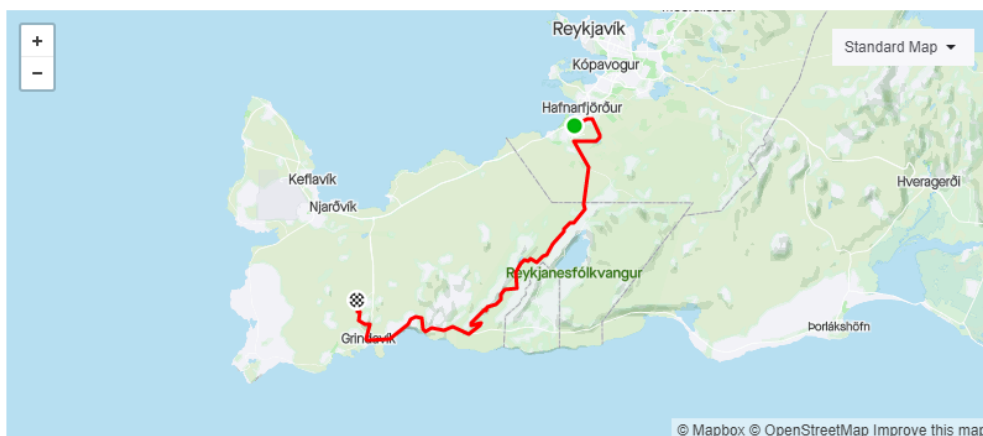 +
−
Reykjavík
Standard Map
Kópavogur
Hafnarfjörður
Keflavík
Njarðvík
Hveragerði
Reykjanesfólkvangur
Þorlákshöfn
Grindavík
© Mapbox © OpenStreetMap Improve this map